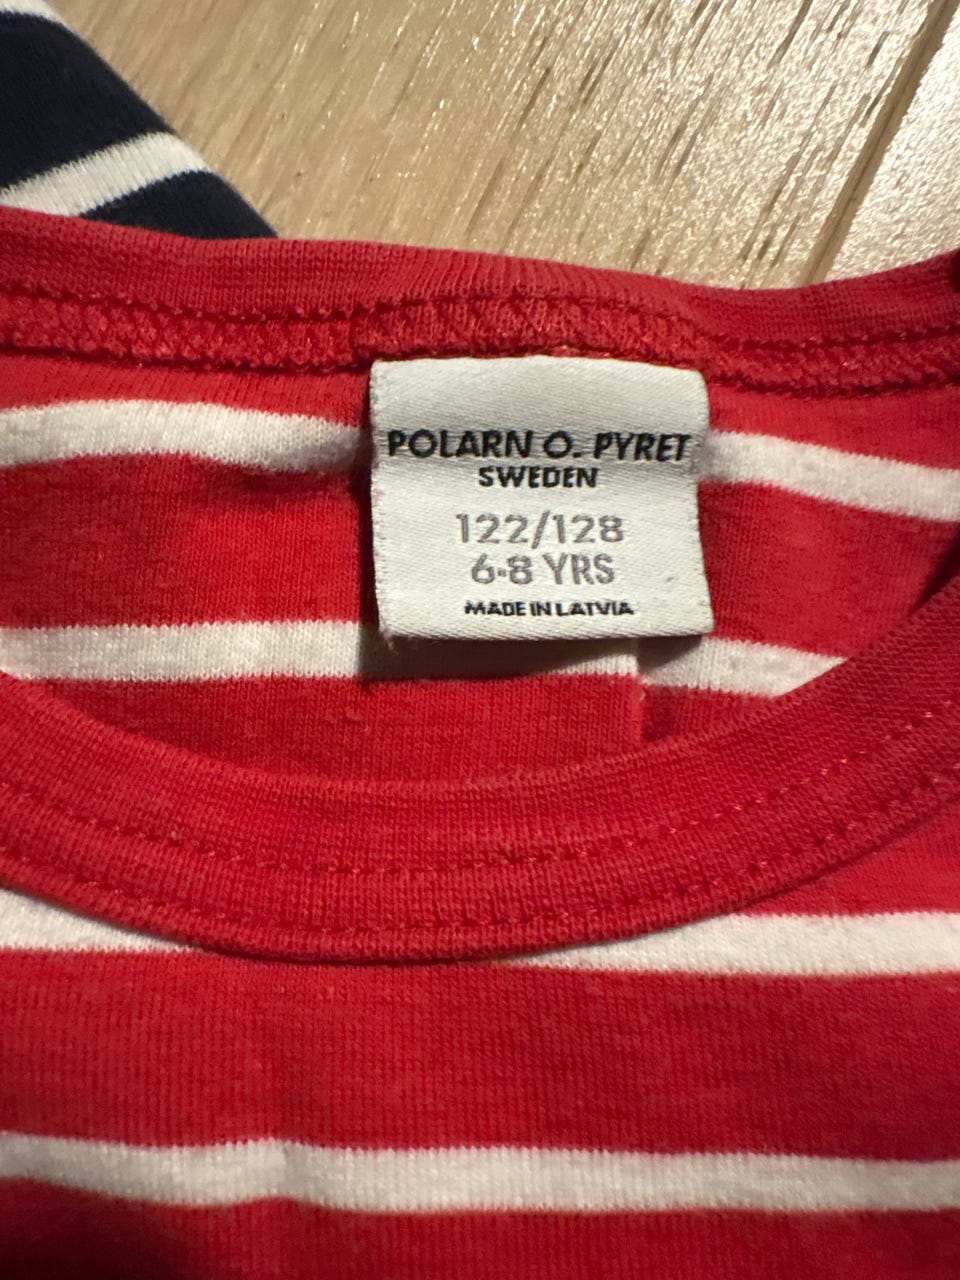 POLARN O. PYRET
SWEDEN
122/128
6-8 YRS
MADE IN LATVIA